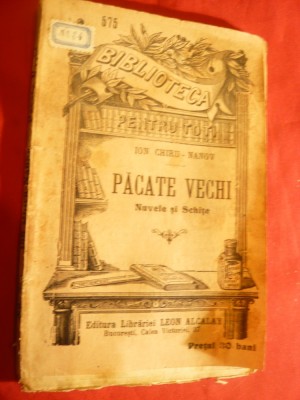 575
BIBLIOTECA
PENTRU TOȚI
ION CHIRU-NANOV
PĂCATE VECHI
Novele și Schițe
Editura Librăriei LEON ALCALAY
București, Calea Victoriei, 37
Prețul 30 bani